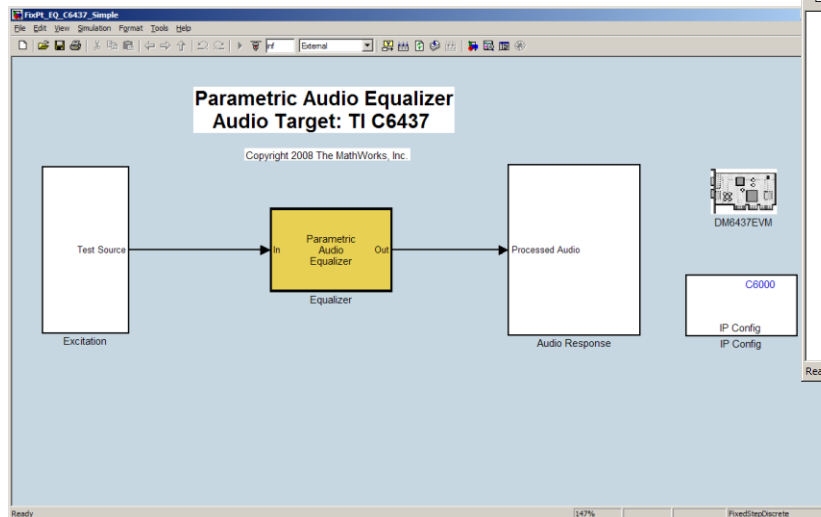 FixPt_EQ_C6437_Simple
File Edit View Simulation Format Tools Help
inf External
Parametric Audio Equalizer
Audio Target: TI C6437
Copyright 2008 The MathWorks, Inc.
Test Source
Excitation
In
Parametric
Audio
Equalizer
Out
Equalizer
Processed Audio
Audio Response
DM6437EVM
C6000
IP Config
IP Config
Rea
Ready 147% FixedStepDiscrete